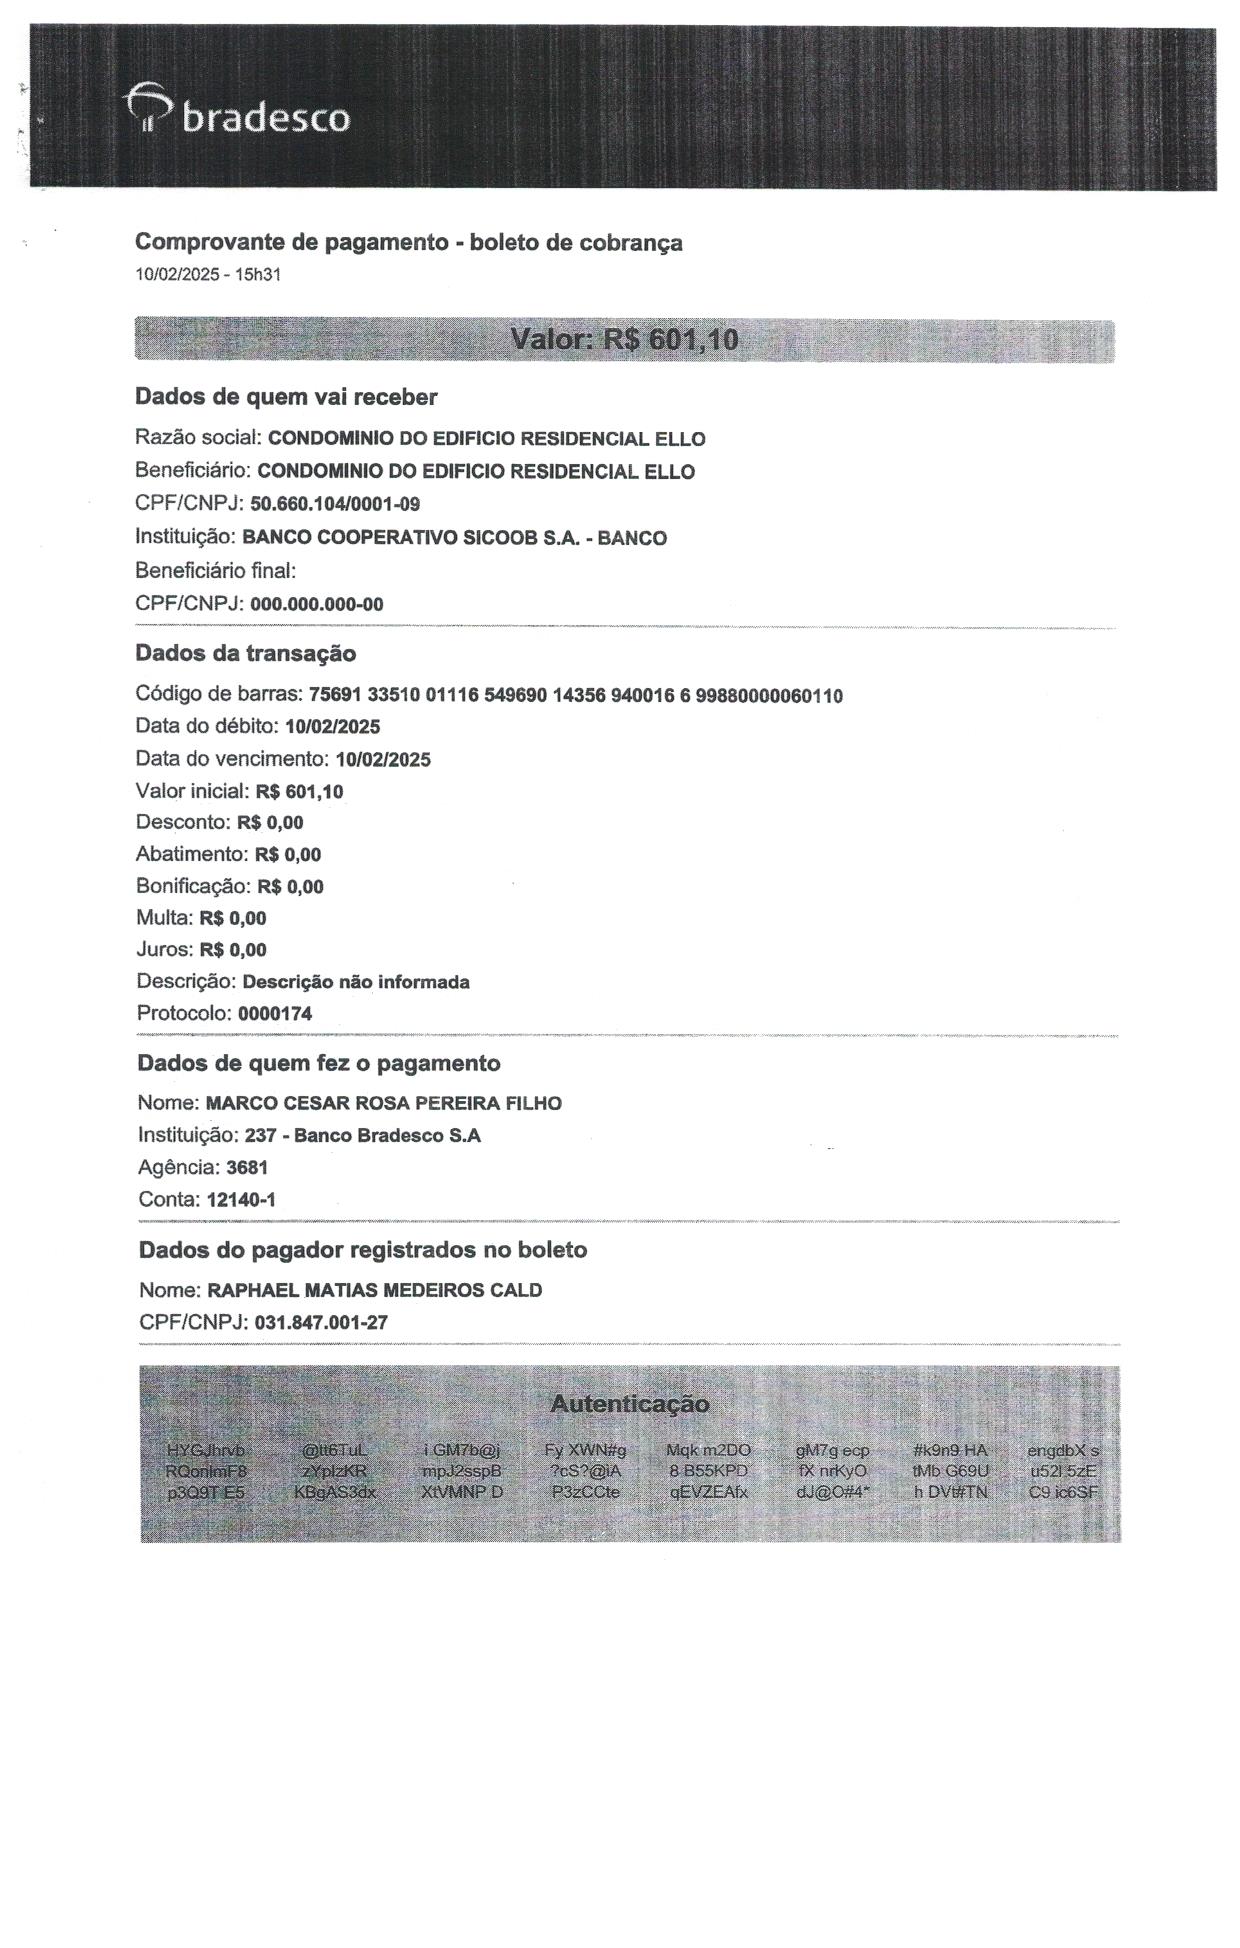 bradesco
Comprovante de pagamento - boleto de cobrança
10/02/2025 - 15h31
Valor: R$ 601,10
Dados de quem vai receber
Razão social: CONDOMINIO DO EDIFICIO RESIDENCIAL ELLO
Beneficiário: CONDOMINIO DO EDIFICIO RESIDENCIAL ELLO
CPF/CNPJ: 50.660.104/0001-09
Instituição: BANCO COOPERATIVO SICOOB S.A. - BANCO
Beneficiário final:
CPF/CNPJ: 000.000.000-00
Dados da transação
Código de barras: 75691 33510 01116 549690 14356 940016 6 99880000060110
Data do débito: 10/02/2025
Data do vencimento: 10/02/2025
Valor inicial: R$ 601,10
Desconto: R$ 0,00
Abatimento: R$ 0,00
Bonificação: R$ 0,00
Multa: R$ 0,00
Juros: R$ 0,00
Descrição: Descrição não informada
Protocolo: 0000174
Dados de quem fez o pagamento
Nome: MARCO CESAR ROSA PEREIRA FILHO
Instituição: 237 - Banco Bradesco S.A
Agência: 3681
Conta: 12140-1
Dados do pagador registrados no boleto
Nome: RAPHAEL MATIAS MEDEIROS CALD
CPF/CNPJ: 031.847.001-27
Autenticação
HYGJhrvb @tt6TuL i GM7b@j Fy XWN#g Mqk m2DO gM7g ecp #k9n9 HA engdbX s
zYpIzKR mpJ2sspB ?cS?@iA 8 B55KPD fX nrKyO tMb G69U u52I 5zE
p3Q9T E5 KBgAS3dx XtVMNP D P3zCCte qEVZEAfx dJ@O#4* h DVt#TN C9 ic6SF